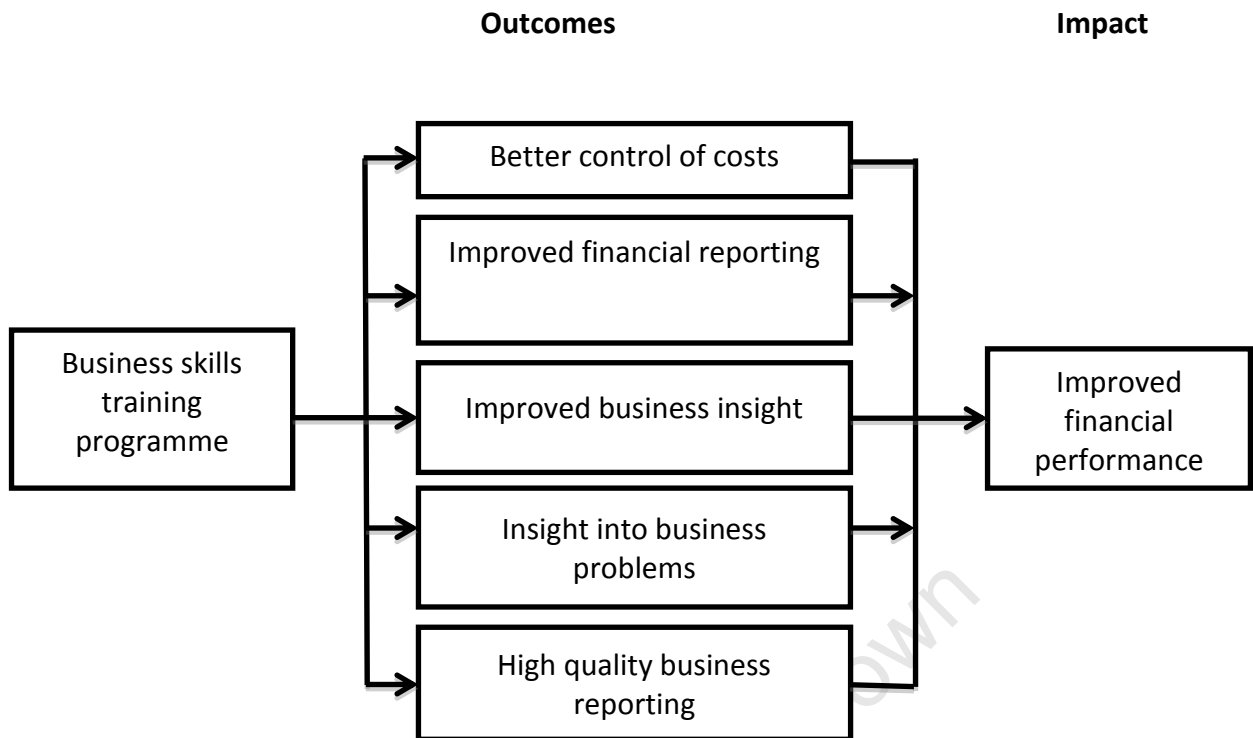 Outcomes Impact
Better control of costs
Improved financial reporting
Business skills
training
programme
Improved business insight
Insight into business
problems
High quality business
reporting
Improved
financial
performance
own